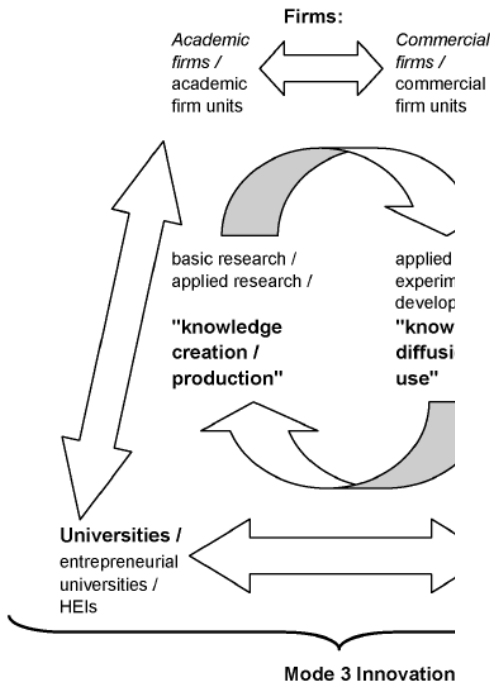 Firms:
Academic
firms /
academic
firm units
Commercial
firms /
commercial
firm units
basic research /
applied research /
applied
"knowledge
creation /
production"
use"
Universities /
entrepreneurial
universities /
HEIs
Mode 3 Innovation